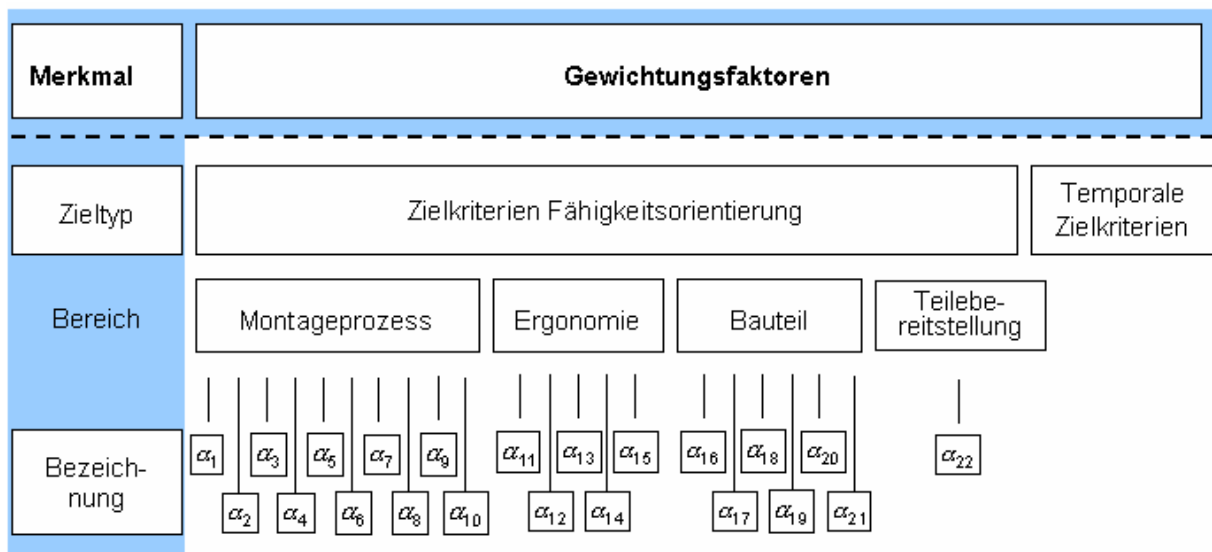 Merkmal
Gewichtungsfaktoren
Zieltyp
Zielkriterien Fähigkeitsorientierung
Temporale
Zielkriterien
Bereich
Montageprozess
Ergonomie
Bauteil
Teilebe-
reitstellung
Bezeich-
nung
α₁ α₃ α₅ α₇ α₉ α₁₁ α₁₃ α₁₅ α₁₆ α₁₈ α₂₀ α₂₂
α₂ α₄ α₆ α₈ α₁₀ α₁₂ α₁₄ α₁₇ α₁₉ α₂₁